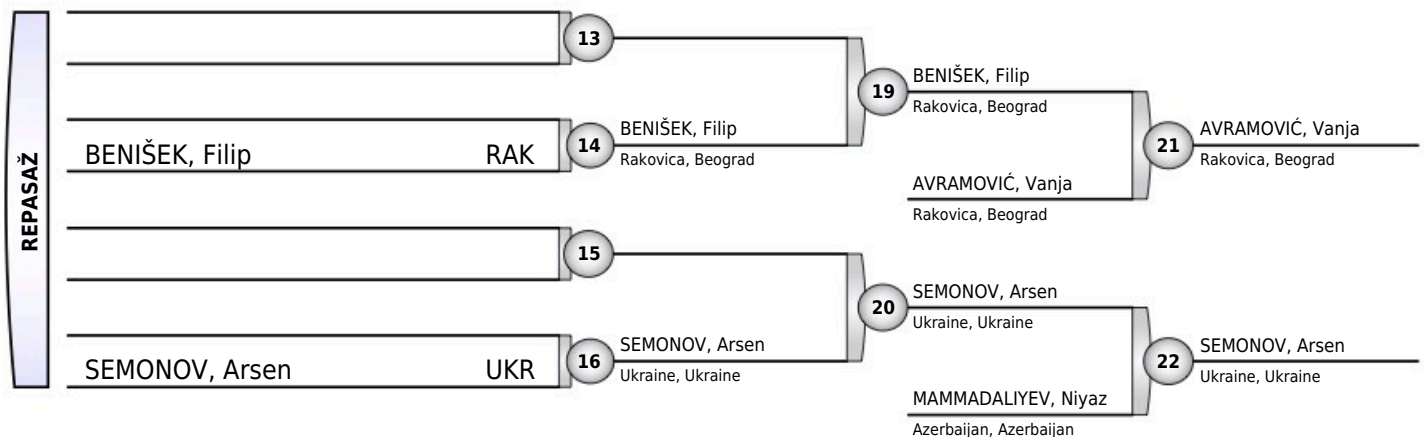 REPASAŽ
13
BENIŠEK, Filip RAK
14
BENIŠEK, Filip
Rakovica, Beograd
19
BENIŠEK, Filip
Rakovica, Beograd
AVRAMOVIĆ, Vanja
Rakovica, Beograd
21
AVRAMOVIĆ, Vanja
Rakovica, Beograd
15
SEMONOV, Arsen UKR
16
SEMONOV, Arsen
Ukraine, Ukraine
20
SEMONOV, Arsen
Ukraine, Ukraine
MAMMADALIYEV, Niyaz
Azerbaijan, Azerbaijan
22
SEMONOV, Arsen
Ukraine, Ukraine